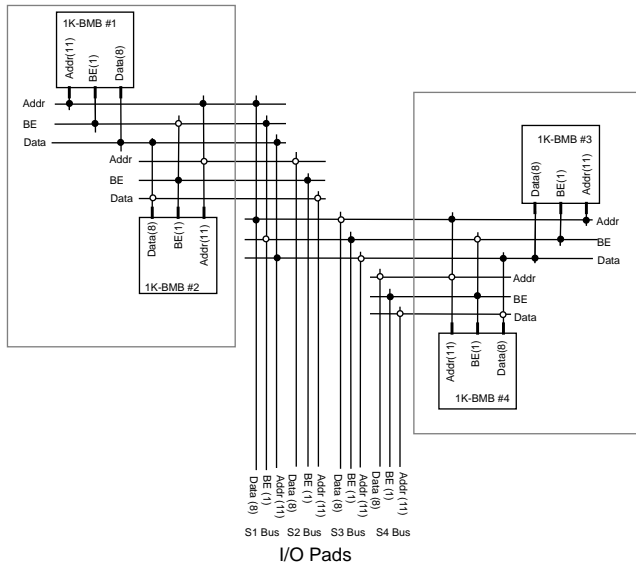 1K-BMB #1
Addr(11)
BE(1)
Data(8)
Addr
BE
Data
Addr
BE
Data
Data(8)
BE(1)
Addr(11)
1K-BMB #2
1K-BMB #3
Data(8)
BE(1)
Addr(11)
Addr
BE
Data
Addr
BE
Data
Addr(11)
BE(1)
Data(8)
1K-BMB #4
Data (8)
BE (1)
Addr (11)
Data (8)
BE (1)
Addr (11)
Data (8)
BE (1)
Addr (11)
Data (8)
BE (1)
Addr (11)
S1 Bus
S2 Bus
S3 Bus
S4 Bus
I/O Pads